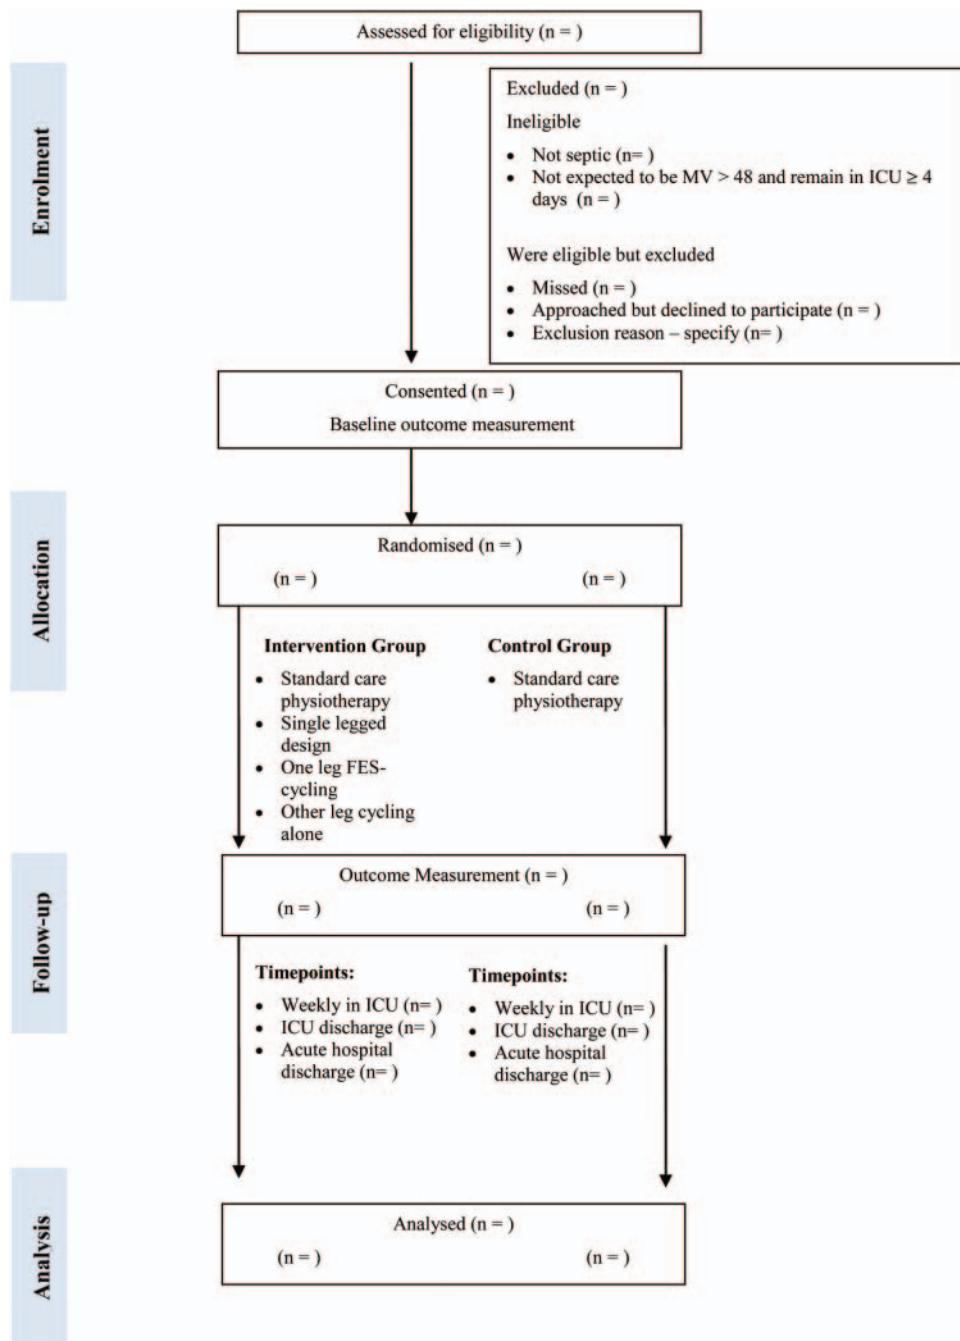 Assessed for eligibility (n = )
Enrolment
Excluded (n = )
Ineligible
• Not septic (n= )
• Not expected to be MV > 48 and remain in ICU ≥ 4
days (n = )
Were eligible but excluded
• Missed (n = )
• Approached but declined to participate (n = )
• Exclusion reason – specify (n= )
Consented (n = )
Baseline outcome measurement
Allocation
Randomised (n = )
(n = ) (n = )
Intervention Group
• Standard care
physiotherapy
• Single legged
design
• One leg FES-
cycling
• Other leg cycling
alone
Control Group
• Standard care
physiotherapy
Follow-up
Outcome Measurement (n = )
(n = ) (n = )
Timepoints:
• Weekly in ICU (n= )
• ICU discharge (n= )
• Acute hospital
discharge (n= )
Timepoints:
• Weekly in ICU (n= )
• ICU discharge (n= )
• Acute hospital
discharge (n= )
Analysis
Analysed (n = )
(n = ) (n = )